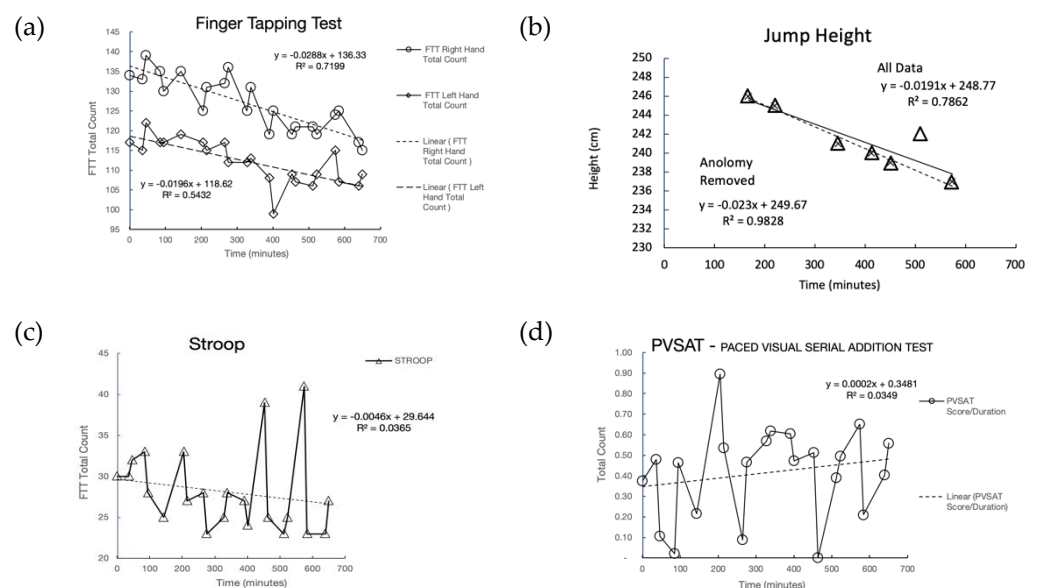 (a)
Finger Tapping Test
145
140
135
130
125
120
115
110
105
100
95
0 100 200 300 400 500 600 700
FTT Total Count
Time (minutes)
y = -0.0288x + 136.33
R² = 0.7199
y = -0.0196x + 118.62
R² = 0.5432
FTT Right Hand
Total Count
FTT Left Hand
Total Count
Linear ( FTT
Right Hand
Total Count )
Linear ( FTT Left
Hand Total
Count )
(b)
Jump Height
250
248
246
244
242
240
238
236
234
232
230
0 100 200 300 400 500 600 700
Height (cm)
Time (minutes)
All Data
y = -0.0191x + 248.77
R² = 0.7862
Anolomy
Removed
y = -0.023x + 249.67
R² = 0.9828
(c)
Stroop
45
40
35
30
25
20
0 100 200 300 400 500 600 700
FTT Total Count
Time (minutes)
STROOP
y = -0.0046x + 29.644
R² = 0.0365
(d)
PVSAT - PACED VISUAL SERIAL ADDITION TEST
1.00
0.90
0.80
0.70
0.60
0.50
0.40
0.30
0.20
0.10
-
0 100 200 300 400 500 600 700
Total Count
Time (minutes)
y = 0.0002x + 0.3481
R² = 0.0349
PVSAT
Score/Duration
Linear (PVSAT
Score/Duration)